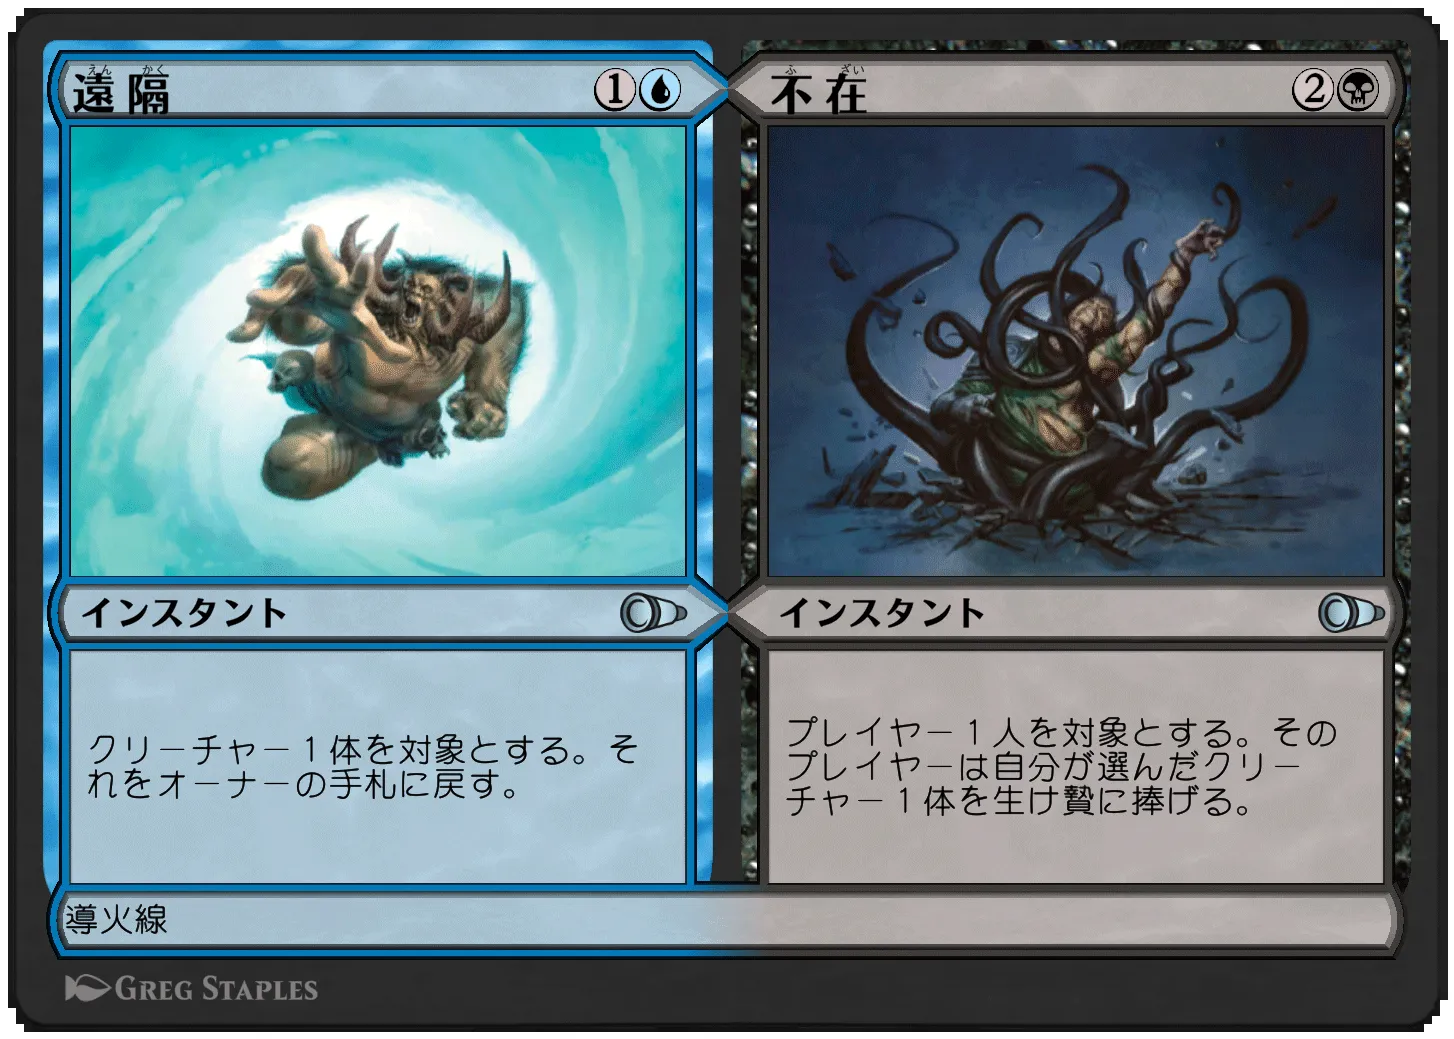 えん かく
遠隔
1
ふ ざい
不在
2
インスタント
インスタント
クリーチャー１体を対象とする。そ
れをオーナーの手札に戻す。
プレイヤー１人を対象とする。その
プレイヤーは自分が選んだクリー
チャー１体を生け贄に捧げる。
導火線
GREG STAPLES